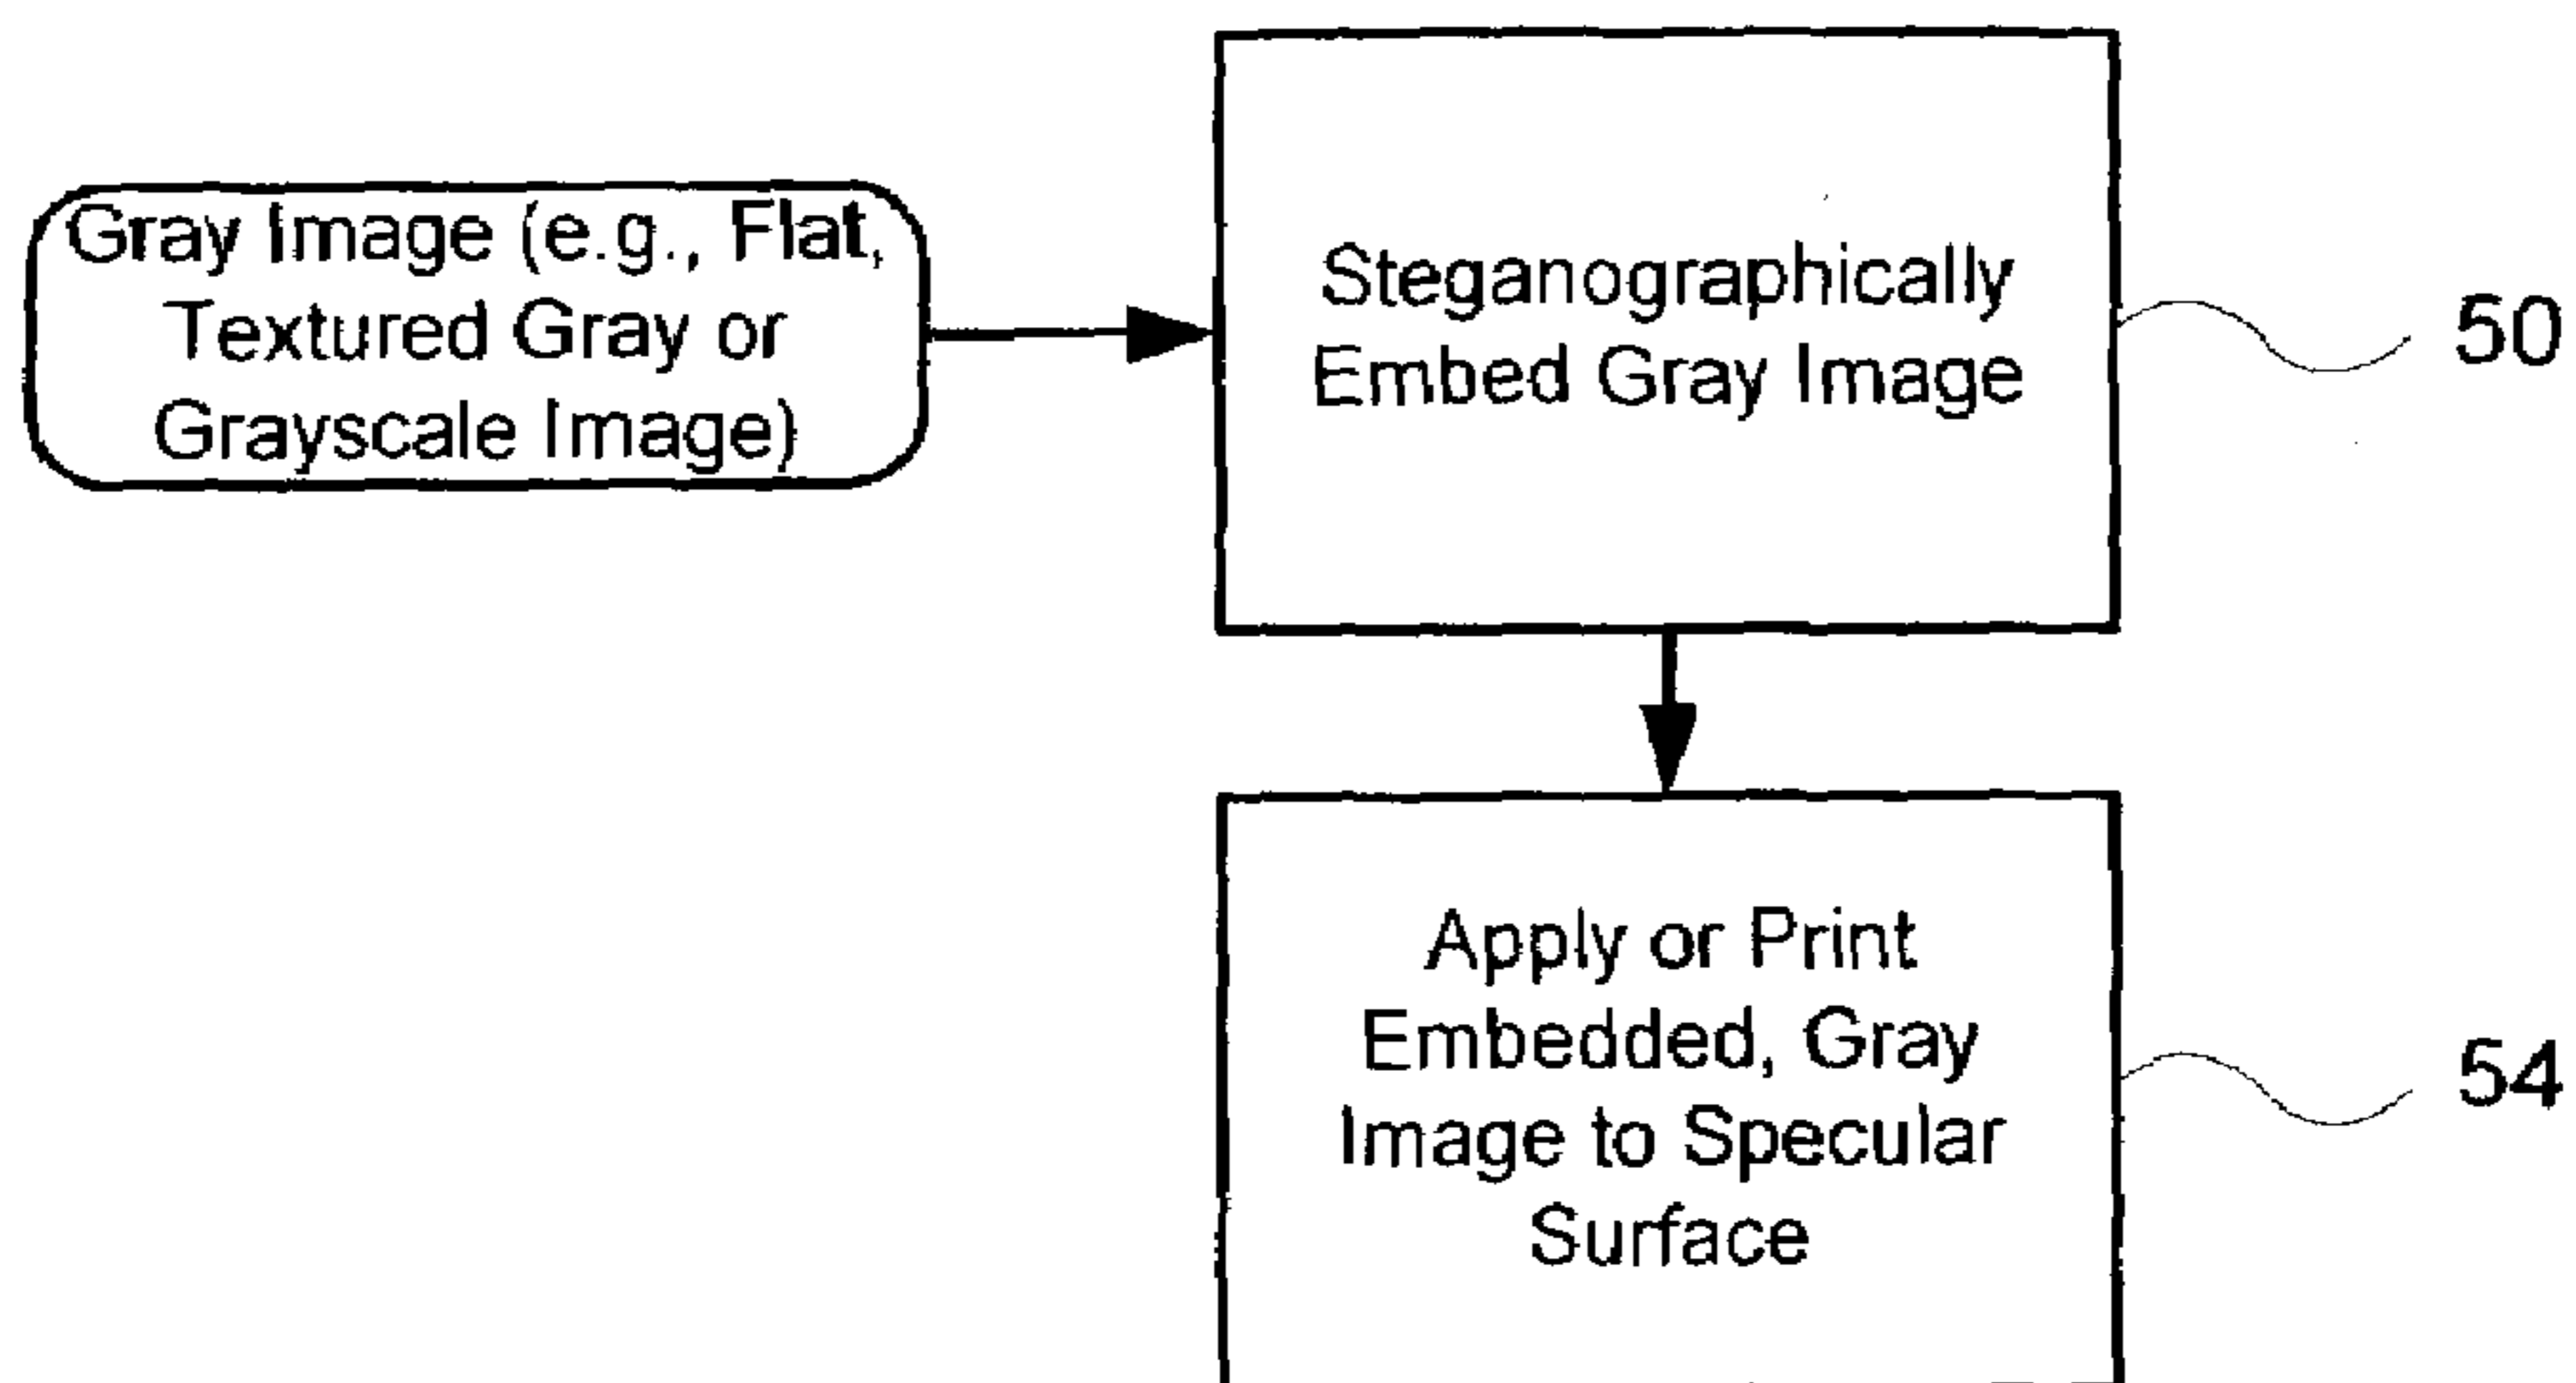 Gray Image (e.g., Flat,
Textured Gray or
Grayscale Image)
Steganographically
Embed Gray Image
50
Apply or Print
Embedded, Gray
Image to Specular
Surface
54